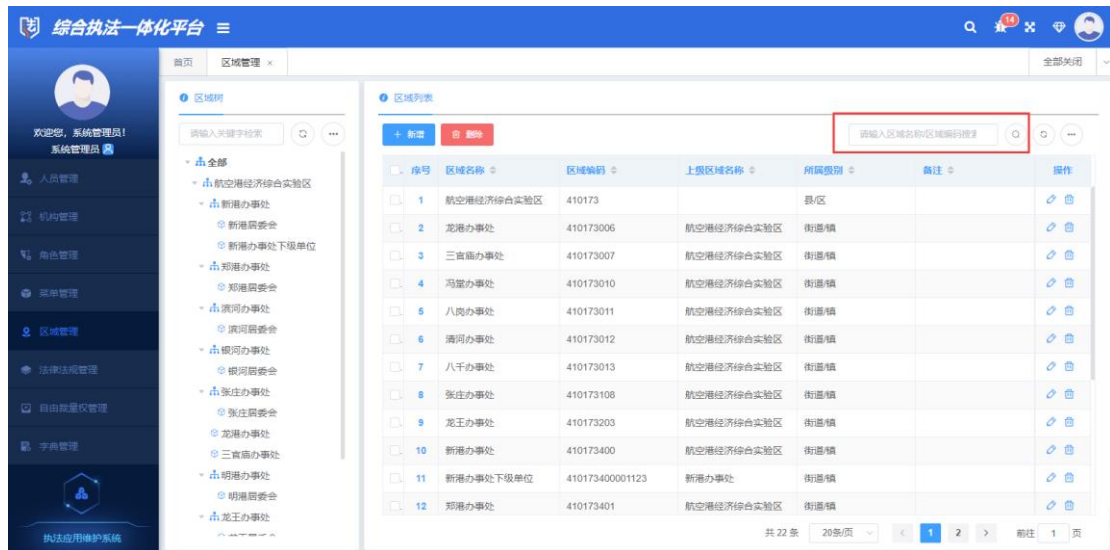 综合执法一体化平台
14
首页 区域管理 × 全部关闭
欢迎您，系统管理员！
系统管理员
人员管理
机构管理
角色管理
菜单管理
区域管理
法律法规管理
自由裁量权管理
字典管理
执法应用维护系统
区域树
请输入关键字检索
全部
航空港经济综合实验区
新港办事处
新港居委会
新港办事处下级单位
郑港办事处
郑港居委会
滨河办事处
滨河居委会
银河办事处
银河居委会
张庄办事处
张庄居委会
龙港办事处
三官庙办事处
明港办事处
明港居委会
龙王办事处
区域列表
+ 新增 删除 请输入区域名称/区域编码搜索
序号 区域名称 区域编码 上级区域名称 所属级别 备注 操作
1 航空港经济综合实验区 410173 县/区
2 龙港办事处 410173006 航空港经济综合实验区 街道/镇
3 三官庙办事处 410173007 航空港经济综合实验区 街道/镇
4 冯堂办事处 410173010 航空港经济综合实验区 街道/镇
5 八岗办事处 410173011 航空港经济综合实验区 街道/镇
6 清河办事处 410173012 航空港经济综合实验区 街道/镇
7 八千办事处 410173013 航空港经济综合实验区 街道/镇
8 张庄办事处 410173108 航空港经济综合实验区 街道/镇
9 龙王办事处 410173203 航空港经济综合实验区 街道/镇
10 新港办事处 410173400 航空港经济综合实验区 街道/镇
11 新港办事处下级单位 410173400001123 新港办事处 街道/镇
12 郑港办事处 410173401 航空港经济综合实验区 街道/镇
共 22 条 20条/页 < 1 2 > 前往 1 页